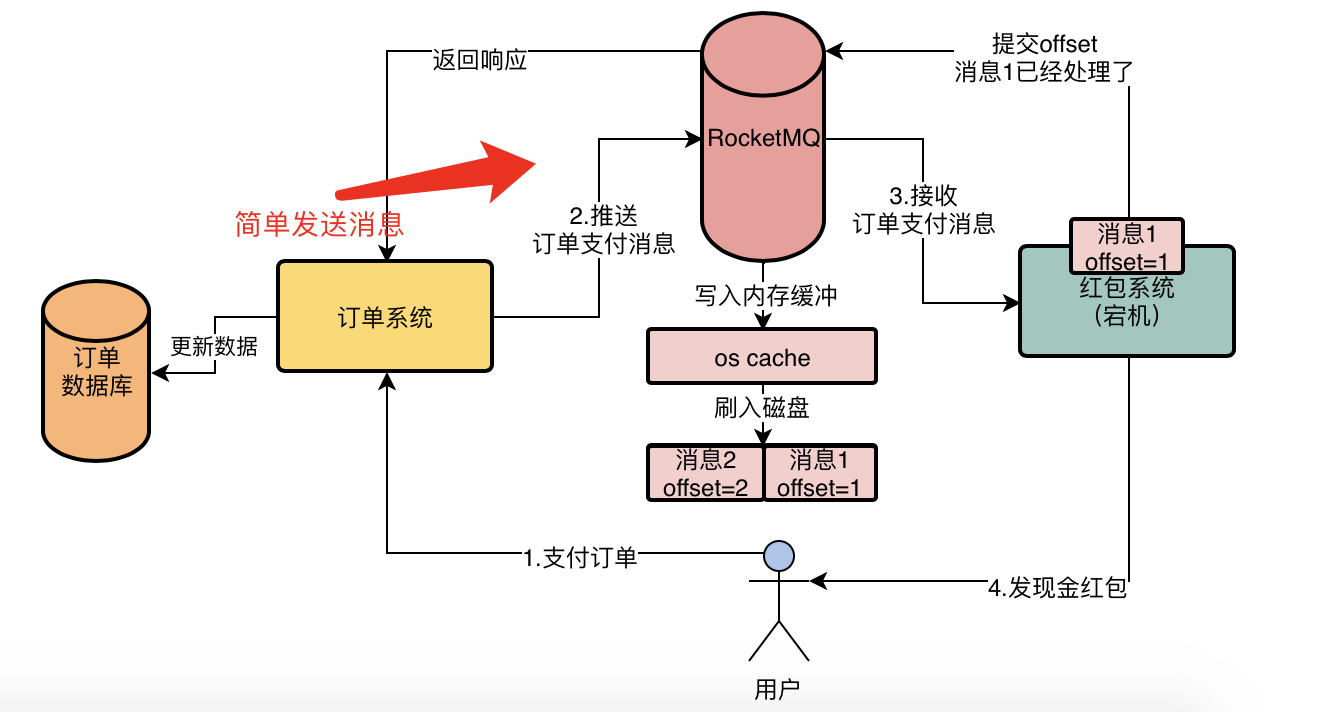 返回响应
提交offset
消息1已经处理了
RocketMQ
简单发送消息
2.推送
订单支付消息
3.接收
订单支付消息
消息1
offset=1
红包系统
（宕机）
写入内存缓冲
订单系统
更新数据
订单
数据库
os cache
刷入磁盘
消息2
offset=2
消息1
offset=1
1.支付订单
4.发现金红包
用户